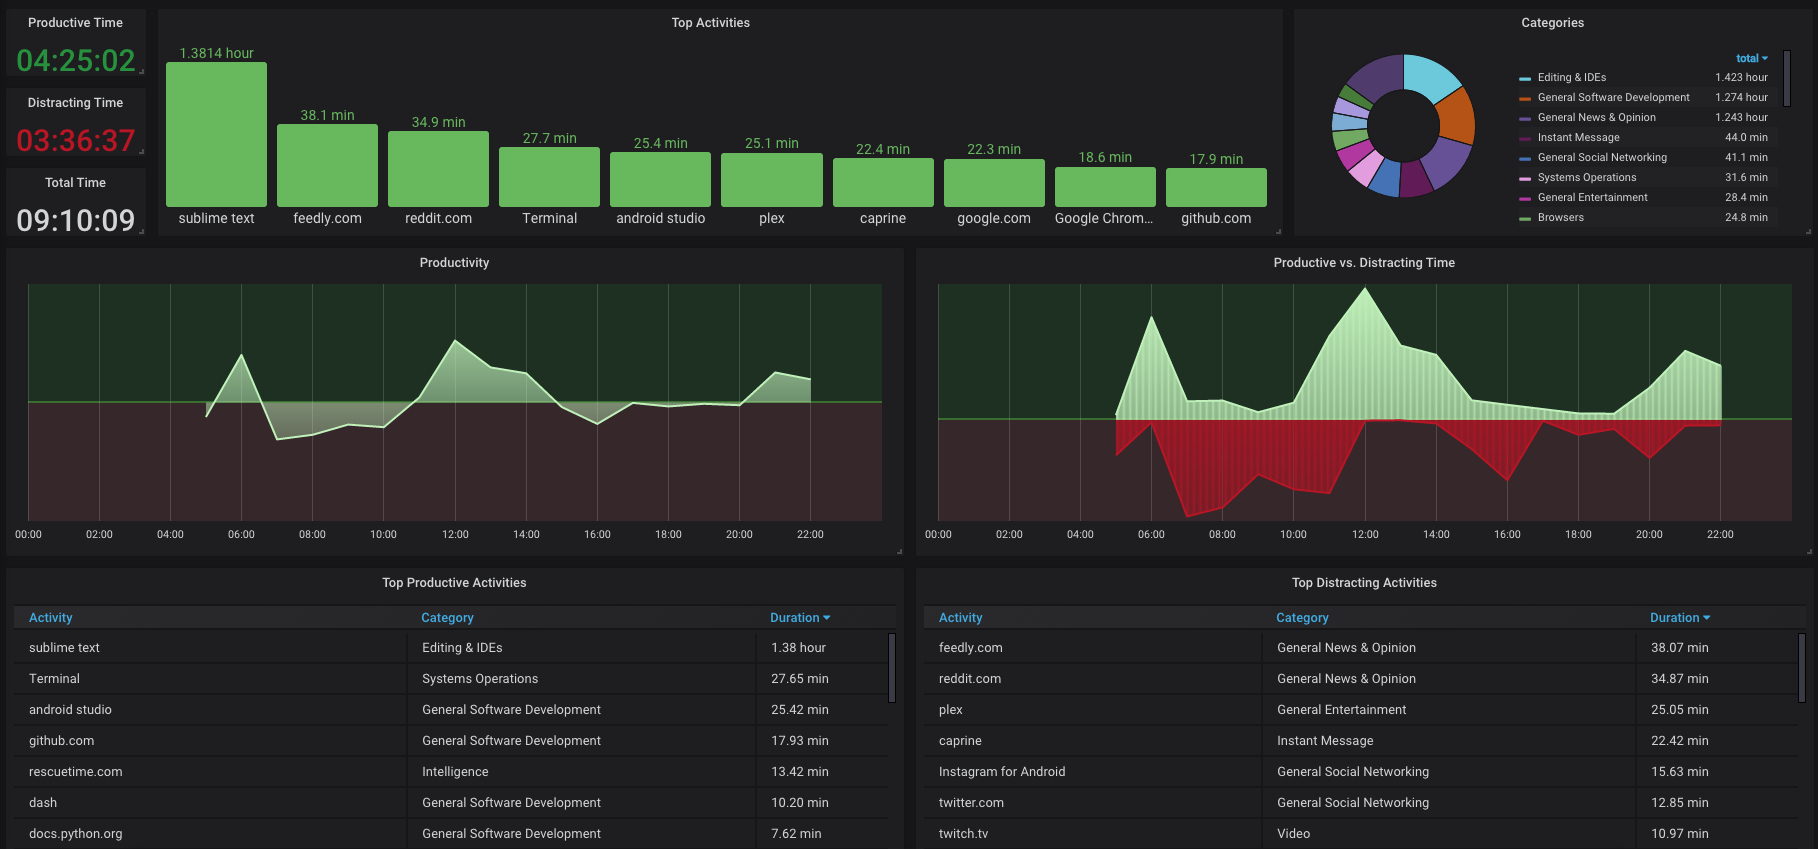 Productive Time
04:25:02
Distracting Time
03:36:37
Total Time
09:10:09
Top Activities
1.3814 hour
38.1 min
34.9 min
27.7 min
25.4 min
25.1 min
22.4 min
22.3 min
18.6 min
17.9 min
sublime text
feedly.com
reddit.com
Terminal
android studio
plex
caprine
google.com
Google Chrom...
github.com
Categories
total
Editing & IDEs 1.423 hour
General Software Development 1.274 hour
General News & Opinion 1.243 hour
Instant Message 44.0 min
General Social Networking 41.1 min
Systems Operations 31.6 min
General Entertainment 28.4 min
Browsers 24.8 min
Productivity
00:00 02:00 04:00 06:00 08:00 10:00 12:00 14:00 16:00 18:00 20:00 22:00
Productive vs. Distracting Time
00:00 02:00 04:00 06:00 08:00 10:00 12:00 14:00 16:00 18:00 20:00 22:00
Top Productive Activities
Activity Category Duration
sublime text Editing & IDEs 1.38 hour
Terminal Systems Operations 27.65 min
android studio General Software Development 25.42 min
github.com General Software Development 17.93 min
rescuetime.com Intelligence 13.42 min
dash General Software Development 10.20 min
docs.python.org General Software Development 7.62 min
Top Distracting Activities
Activity Category Duration
feedly.com General News & Opinion 38.07 min
reddit.com General News & Opinion 34.87 min
plex General Entertainment 25.05 min
caprine Instant Message 22.42 min
Instagram for Android General Social Networking 15.63 min
twitter.com General Social Networking 12.85 min
twitch.tv Video 10.97 min